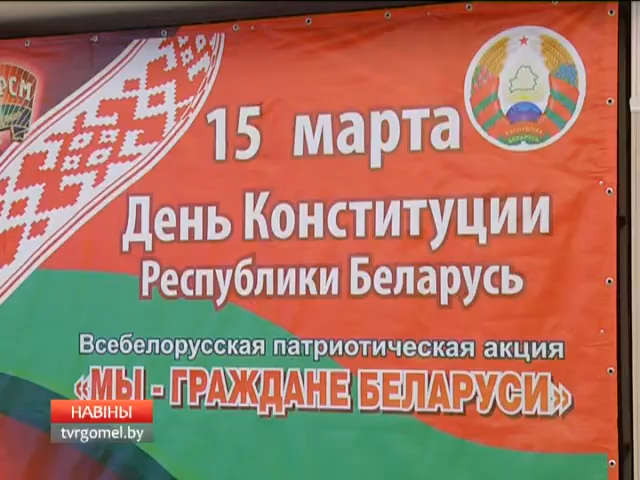 15 марта
День Конституции
Республики Беларусь
Всебелорусская патриотическая акция
«МЫ - ГРАЖДАНЕ БЕЛАРУСИ»
НАВІНЫ
tvrgomel.by